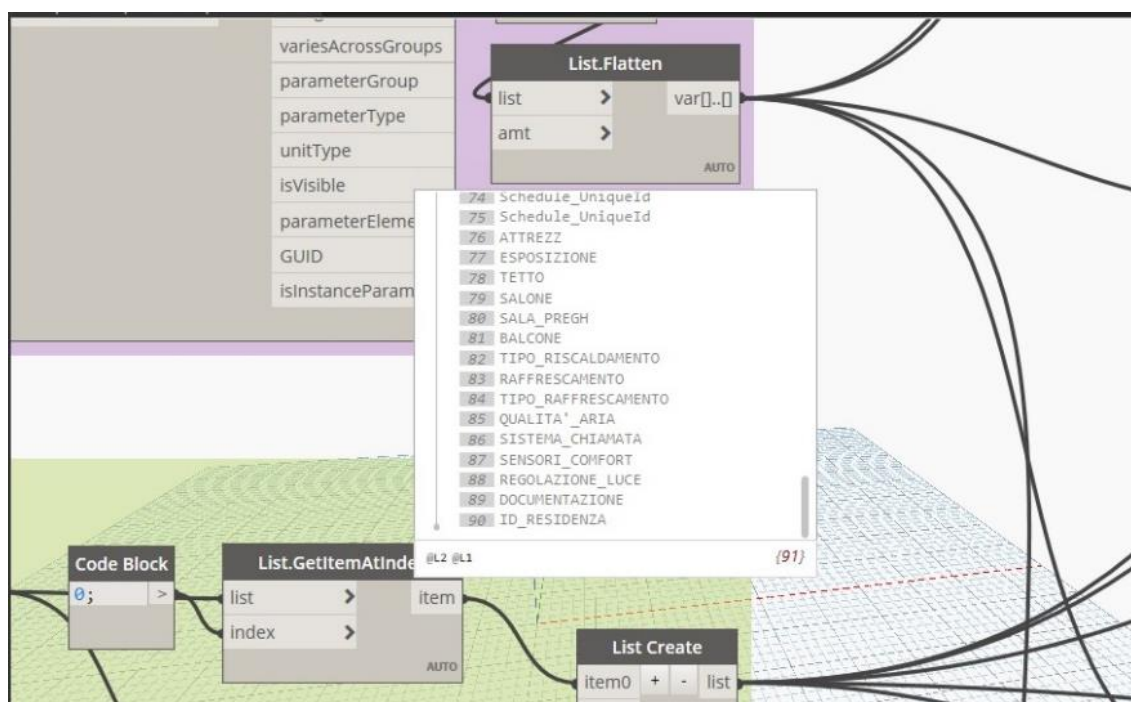 variesAcrossGroups
parameterGroup
parameterType
unitType
isVisible
parameterEleme
GUID
isInstanceParam
List.Flatten
list > var[]..[]
amt >
AUTO
74 Schedule_UniqueId
75 Schedule_UniqueId
76 ATTREZZ
77 ESPOSIZIONE
78 TETTO
79 SALONE
80 SALA_PREGH
81 BALCONE
82 TIPO_RISCALDAMENTO
83 RAFFRESCAMENTO
84 TIPO_RAFFRESCAMENTO
85 QUALITA'_ARIA
86 SISTEMA_CHIAMATA
87 SENSORI_COMFORT
88 REGOLAZIONE_LUCE
89 DOCUMENTAZIONE
90 ID_RESIDENZA
@L2 @L1 {91}
Code Block
0; >
List.GetItemAtInde
list > item
index >
AUTO
List Create
item0 + - list